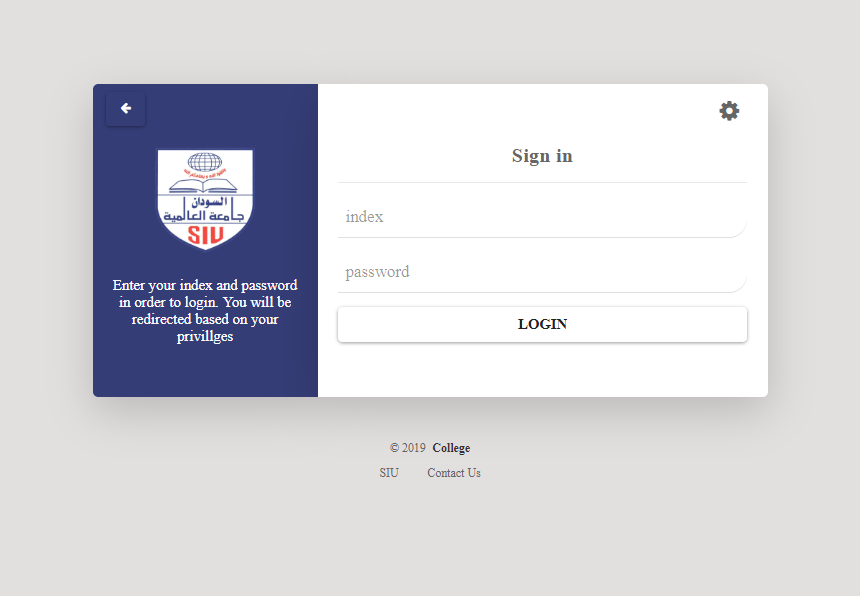 السودان
جامعة العالمية
SIU
Enter your index and password
in order to login. You will be
redirected based on your
privillges
Sign in
index
password
LOGIN
© 2019 College
SIU Contact Us